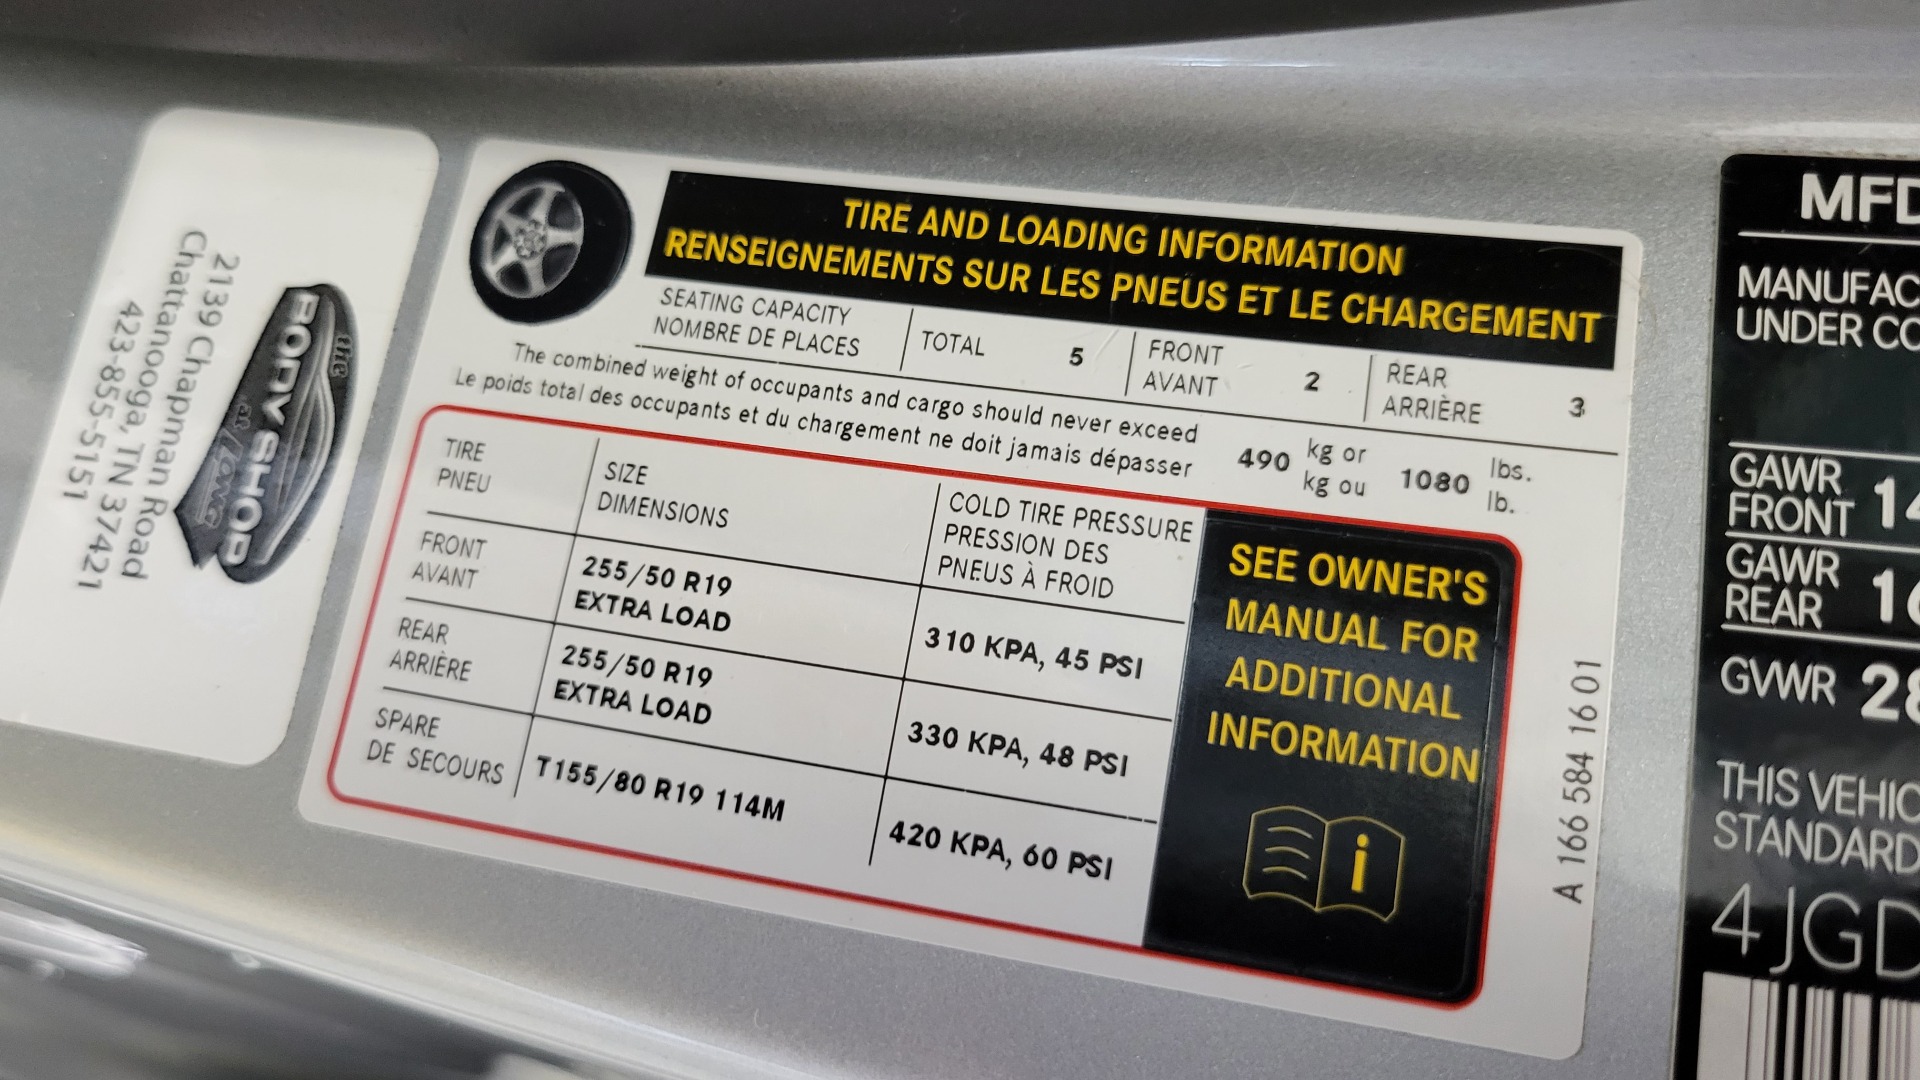 2139 Chapman Road
Chattanooga, TN 37421
423-855-5151
the
BODY SHOP
TIRE AND LOADING INFORMATION
RENSEIGNEMENTS SUR LES PNEUS ET LE CHARGEMENT
SEATING CAPACITY
NOMBRE DE PLACES
TOTAL 5
FRONT
AVANT 2
REAR
ARRIÈRE 3
The combined weight of occupants and cargo should never exceed
Le poids total des occupants et du chargement ne doit jamais dépasser
490 kg or
kg ou
1080 lbs.
lb.
TIRE
PNEU
SIZE
DIMENSIONS
COLD TIRE PRESSURE
PRESSION DES
PNEUS À FROID
FRONT
AVANT
255/50 R19
EXTRA LOAD
310 KPA, 45 PSI
REAR
ARRIÈRE
255/50 R19
EXTRA LOAD
330 KPA, 48 PSI
SPARE
DE SECOURS
T155/80 R19 114M
420 KPA, 60 PSI
SEE OWNER'S
MANUAL FOR
ADDITIONAL
INFORMATION
i
A 166 584 16 01
MFD
MANUFAC
UNDER CO
GAWR
FRONT 14
GAWR
REAR 16
GVWR 28
THIS VEHIC
STANDARD
4JGD